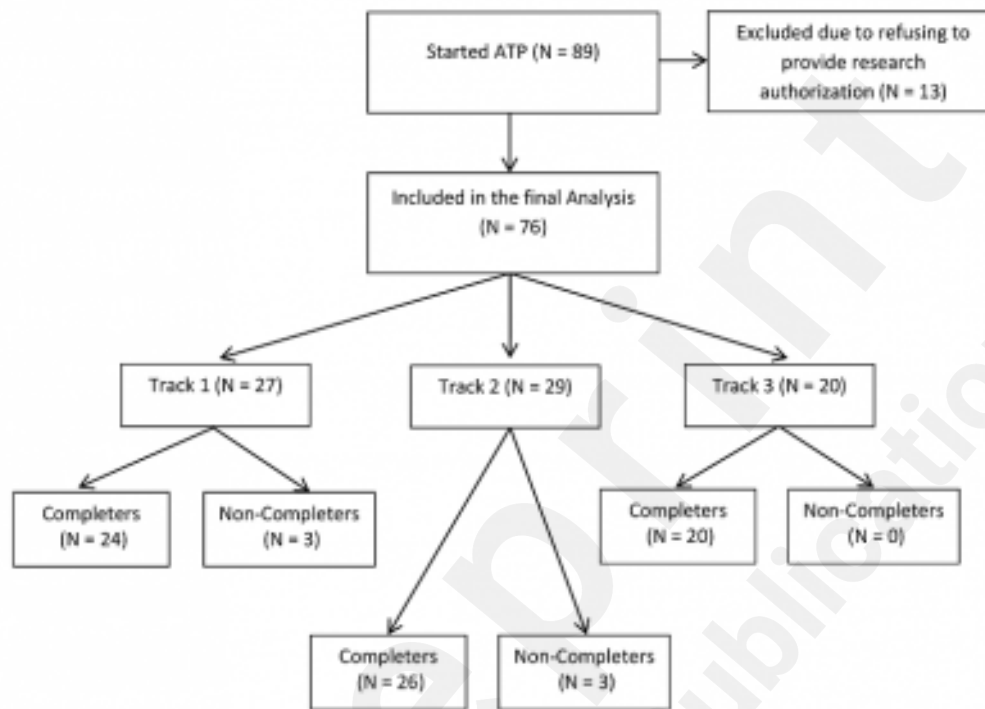 Started ATP (N = 89)
Excluded due to refusing to
provide research
authorization (N = 13)
Included in the final Analysis
(N = 76)
Track 1 (N = 27)
Track 2 (N = 29)
Track 3 (N = 20)
Completers
(N = 24)
Non-Completers
(N = 3)
Completers
(N = 20)
Non-Completers
(N = 0)
Completers
(N = 26)
Non-Completers
(N = 3)
eprint
ublication